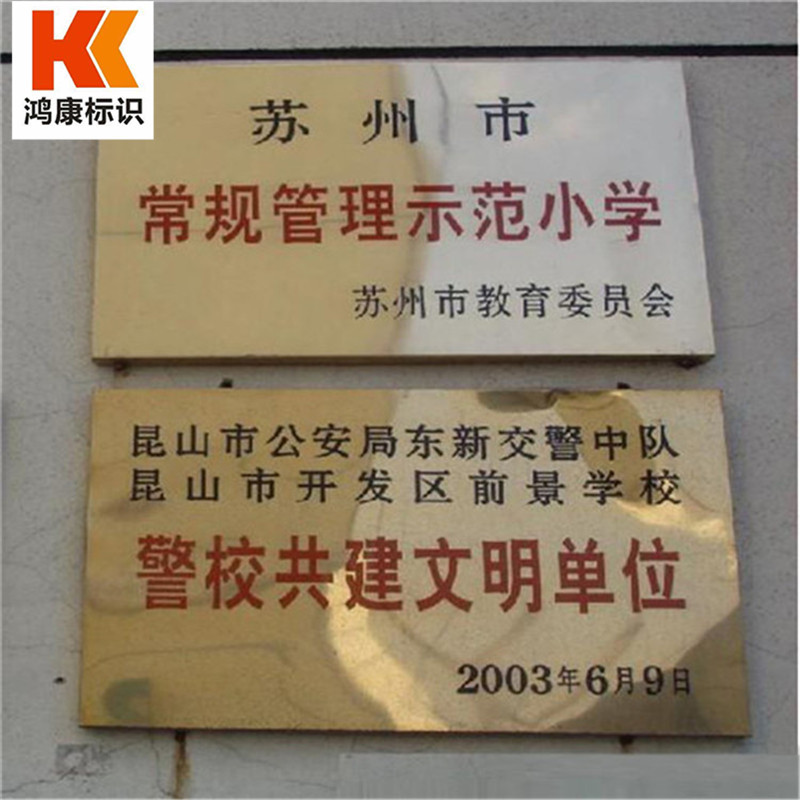 鸿康标识
苏州市
常规管理示范小学
苏州市教育委员会
昆山市公安局东新交警中队
昆山市开发区前景学校
警校共建文明单位
2003年6月9日